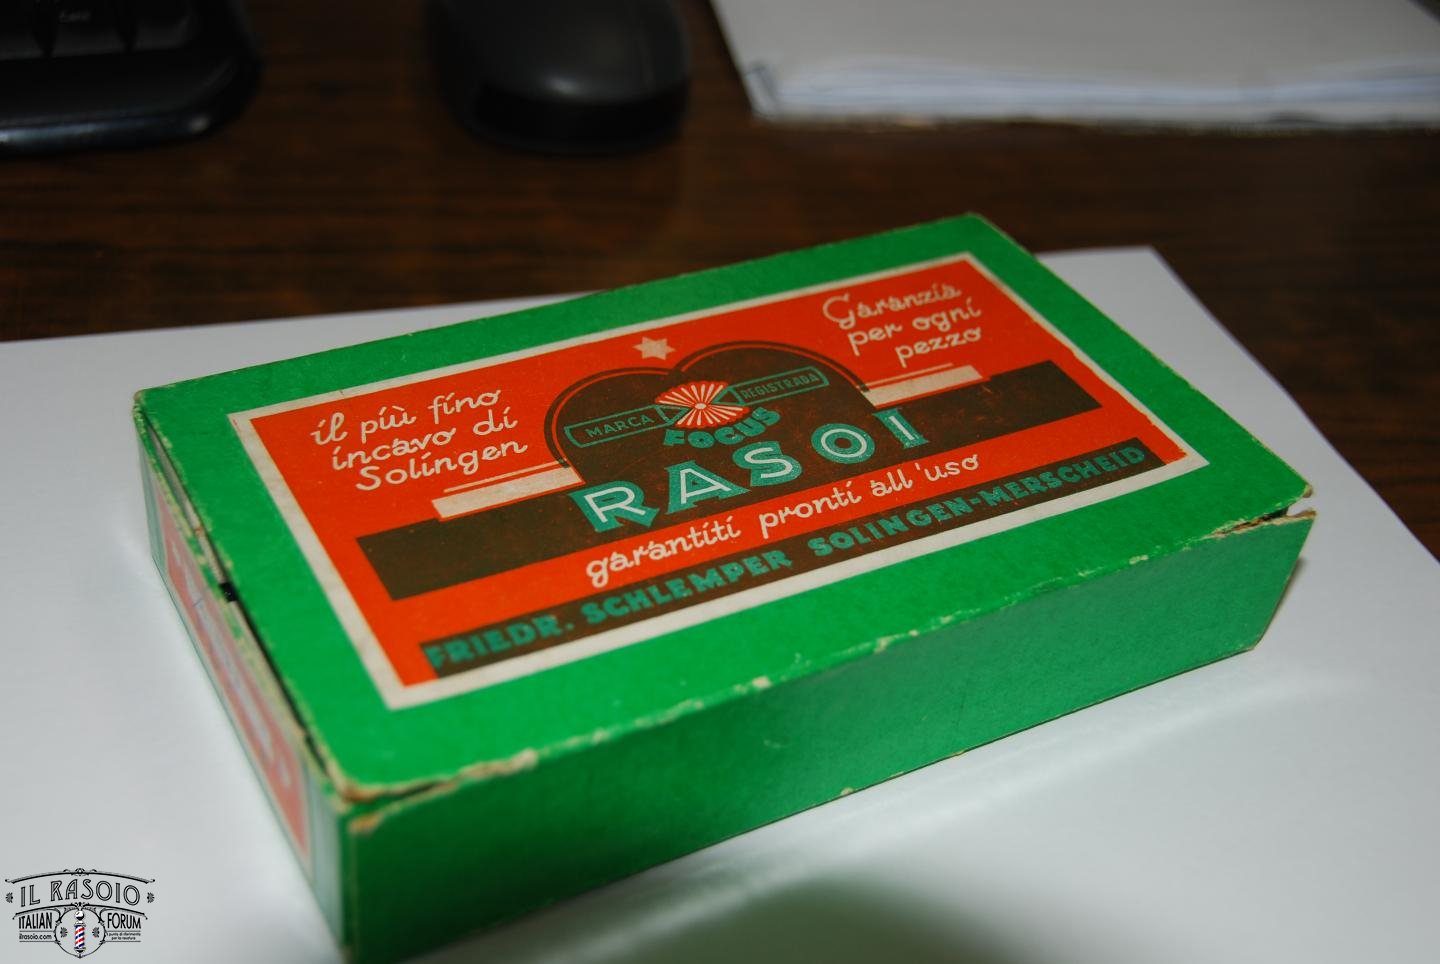 il più fino
incavo di
Solingen
Garanzia
per ogni
pezzo
MARCA REGISTRADA
FOCUS
RASOI
garantiti pronti all'uso
FRIEDR. SCHLEMPER SOLINGEN-MERSCHEID
IL RASOIO
ITALIAN FORUM
ilrasoio.com